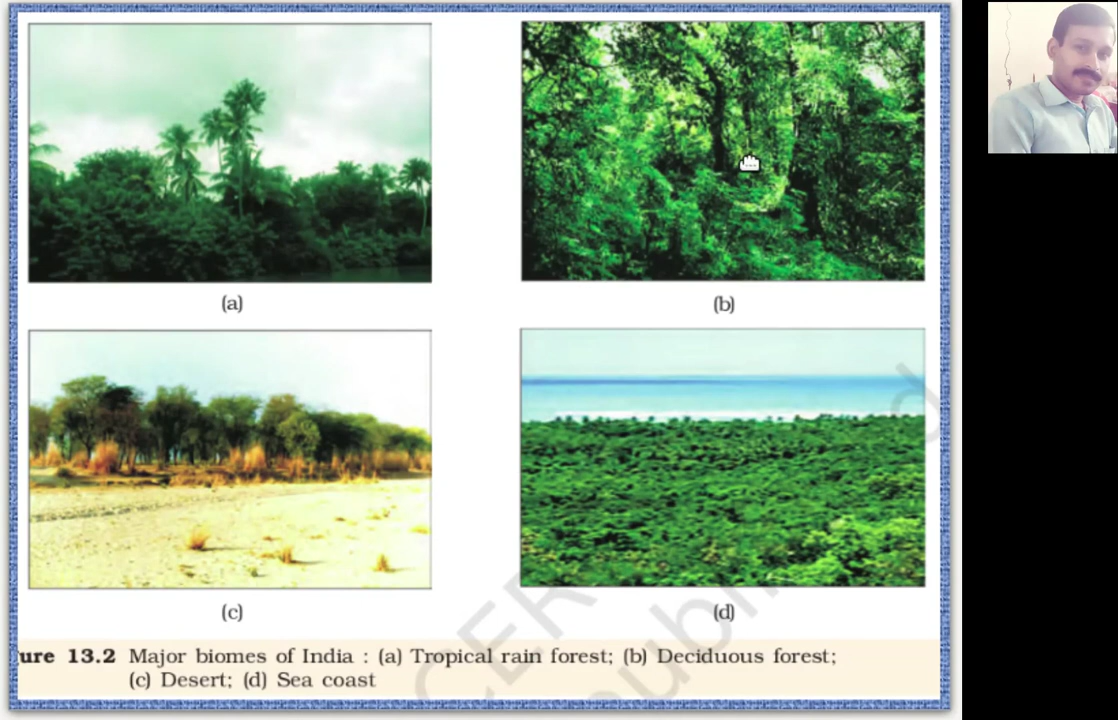 (a)
(b)
(c)
(d)
ure 13.2 Major biomes of India : (a) Tropical rain forest; (b) Deciduous forest;
(c) Desert; (d) Sea coast